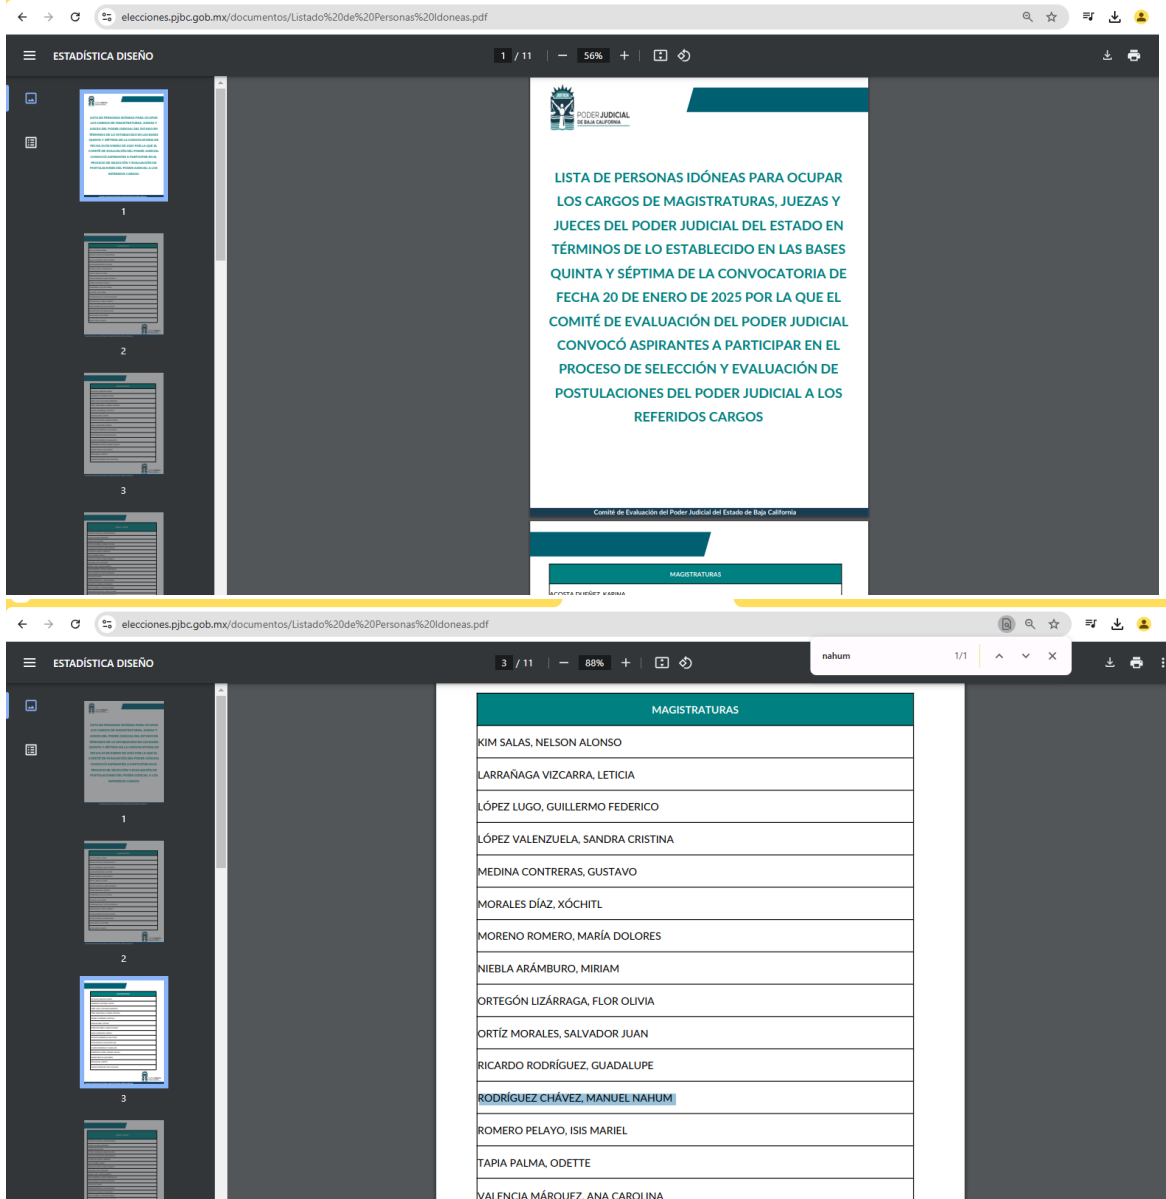 elecciones.pjbc.gob.mx/documentos/Listado%20de%20Personas%20Idoneas.pdf
ESTADÍSTICA DISEÑO
1 / 11
56%
PODER JUDICIAL
DE BAJA CALIFORNIA
LISTA DE PERSONAS IDÓNEAS PARA OCUPAR
LOS CARGOS DE MAGISTRATURAS, JUEZAS Y
JUECES DEL PODER JUDICIAL DEL ESTADO EN
TÉRMINOS DE LO ESTABLECIDO EN LAS BASES
QUINTA Y SÉPTIMA DE LA CONVOCATORIA DE
FECHA 20 DE ENERO DE 2025 POR LA QUE EL
COMITÉ DE EVALUACIÓN DEL PODER JUDICIAL
CONVOCÓ ASPIRANTES A PARTICIPAR EN EL
PROCESO DE SELECCIÓN Y EVALUACIÓN DE
POSTULACIONES DEL PODER JUDICIAL A LOS
REFERIDOS CARGOS
1
2
3
Comité de Evaluación del Poder Judicial del Estado de Baja California
MAGISTRATURAS
ACOSTA DUEÑEZ, KARINA
elecciones.pjbc.gob.mx/documentos/Listado%20de%20Personas%20Idoneas.pdf
ESTADÍSTICA DISEÑO
3 / 11
88%
nahum
1/1
1
2
3
MAGISTRATURAS
KIM SALAS, NELSON ALONSO
LARRAÑAGA VIZCARRA, LETICIA
LÓPEZ LUGO, GUILLERMO FEDERICO
LÓPEZ VALENZUELA, SANDRA CRISTINA
MEDINA CONTRERAS, GUSTAVO
MORALES DÍAZ, XÓCHITL
MORENO ROMERO, MARÍA DOLORES
NIEBLA ARÁMBURO, MIRIAM
ORTEGÓN LIZÁRRAGA, FLOR OLIVIA
ORTÍZ MORALES, SALVADOR JUAN
RICARDO RODRÍGUEZ, GUADALUPE
RODRÍGUEZ CHÁVEZ, MANUEL NAHUM
ROMERO PELAYO, ISIS MARIEL
TAPIA PALMA, ODETTE
VALENCIA MÁRQUEZ, ANA CAROLINA